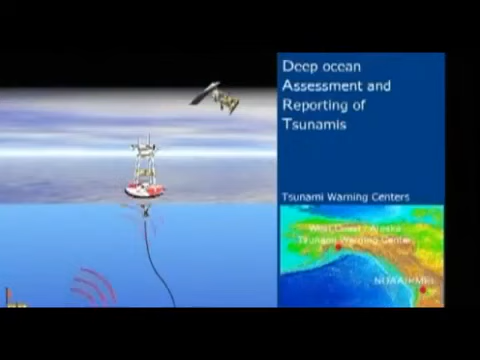 Deep ocean
Assessment and
Reporting of
Tsunamis
Tsunami Warning Centers
West Coast / Alaska
Tsunami Warning Center
NOAA/PMEL